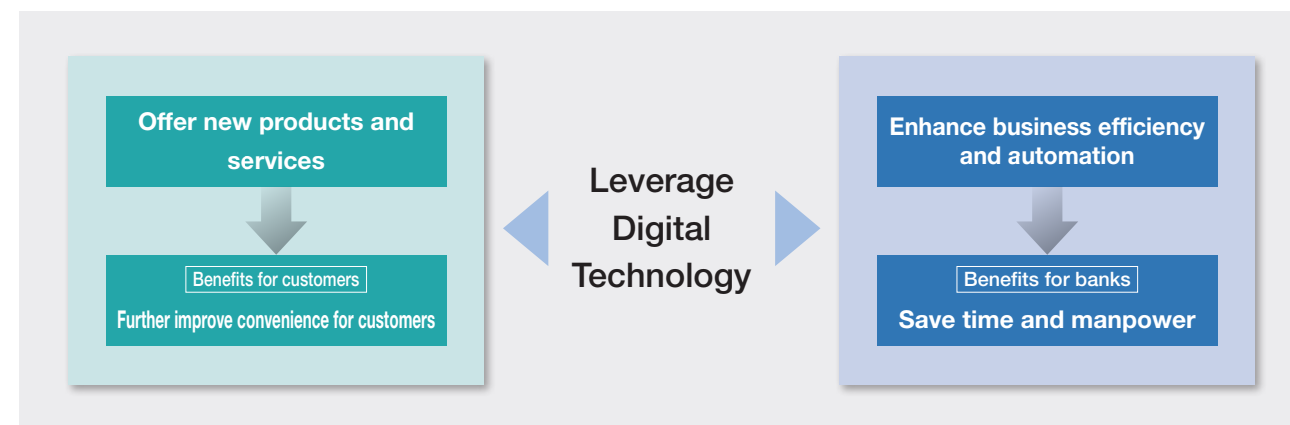 Offer new products and
services
Benefits for customers
Further improve convenience for customers
Leverage
Digital
Technology
Enhance business efficiency
and automation
Benefits for banks
Save time and manpower